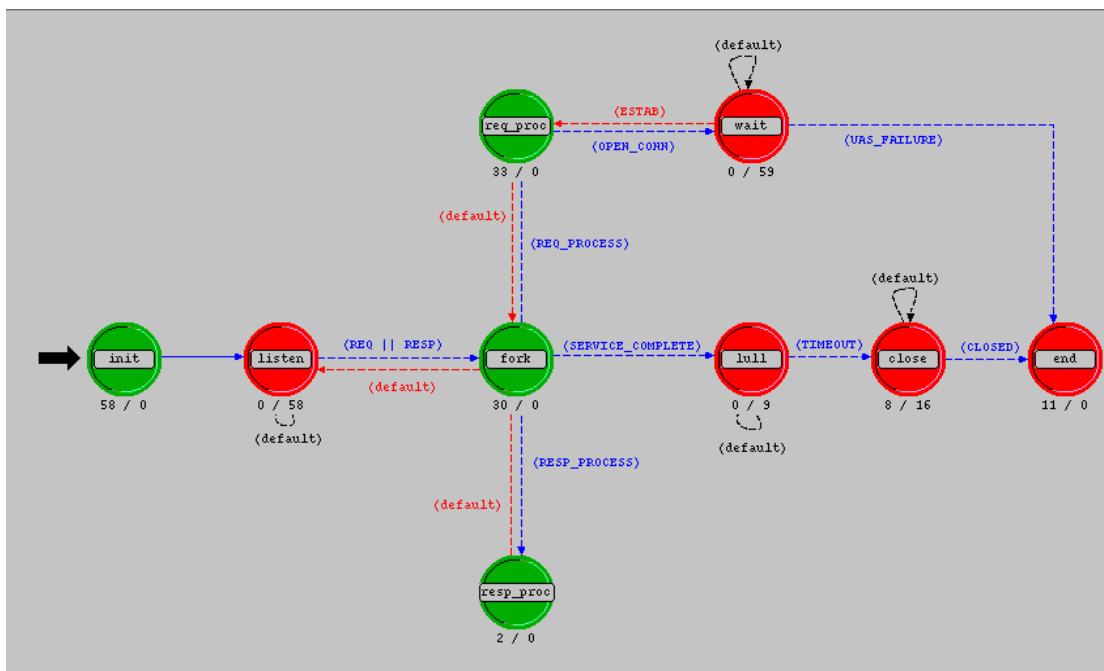 (default)
(ESTAB)
req_proc
wait
(OPEN_CONN)
(UAS_FAILURE)
33 / 0
0 / 59
(default)
(REQ_PROCESS)
(default)
init
listen
(REQ || RESP)
fork
(SERVICE_COMPLETE)
lull
(TIMEOUT)
close
(CLOSED)
end
(default)
58 / 0
0 / 58
30 / 0
0 / 9
8 / 16
11 / 0
(default)
(default)
(RESP_PROCESS)
(default)
resp_proc
2 / 0